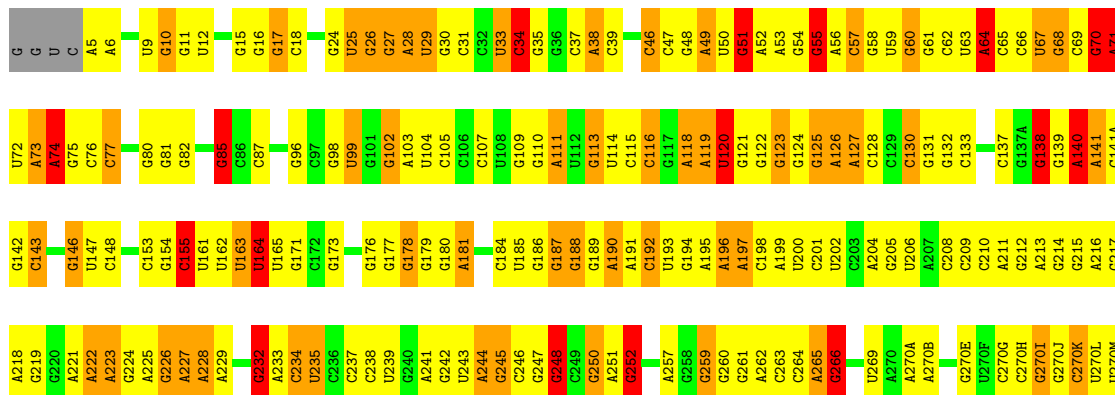 G G U C A5 A6 U9 G10 G11 U12 G15 G16 G17 C18 G24 U25 G26 G27 A28 U29 G30 C31 C32 U33 C34 G35 G36 C37 A38 C39 C46 C47 G48 A49 U50 G51 A52 A53 G54 G55 A56 C57 G58 U59 G60 G61 C62 U63 A64 C65 C66 U67 G68 C69 G70 A71
U72 A73 A74 G75 C76 C77 G80 G81 G82 G85 C86 C87 G96 C97 G98 U99 G101 G102 A103 U104 C105 C106 C107 U108 G109 G110 A111 U112 G113 U114 C115 C116 G117 A118 A119 U120 G121 G122 G123 G124 G125 A126 A127 C128 G129 C130 G131 C132 C133 C137 G137A G138 G139 A140 A141 C141A
G142 C143 G146 U147 C148 C153 G154 C155 U161 U162 U163 U164 U165 G171 C172 G173 G176 G177 G178 G179 G180 A181 C184 U185 G186 G187 G188 G189 A190 A191 C192 U193 G194 A195 A196 A197 C198 A199 U200 C201 U202 C203 A204 G205 U206 A207 C208 C209 C210 A211 G212 A213 G214 G215 A216 G217
A218 G219 G220 A221 A222 A223 G224 A225 G226 A227 A228 A229 G232 A233 C234 U235 C236 C237 C238 U239 G240 A241 G242 U243 A244 G245 C246 G247 G248 C249 G250 A251 G252 A257 G258 G259 G260 G261 A262 C263 C264 A265 G266 U269 A270 A270A A270B G270E U270F C270G G270H G270I G270J C270K U270L U270M